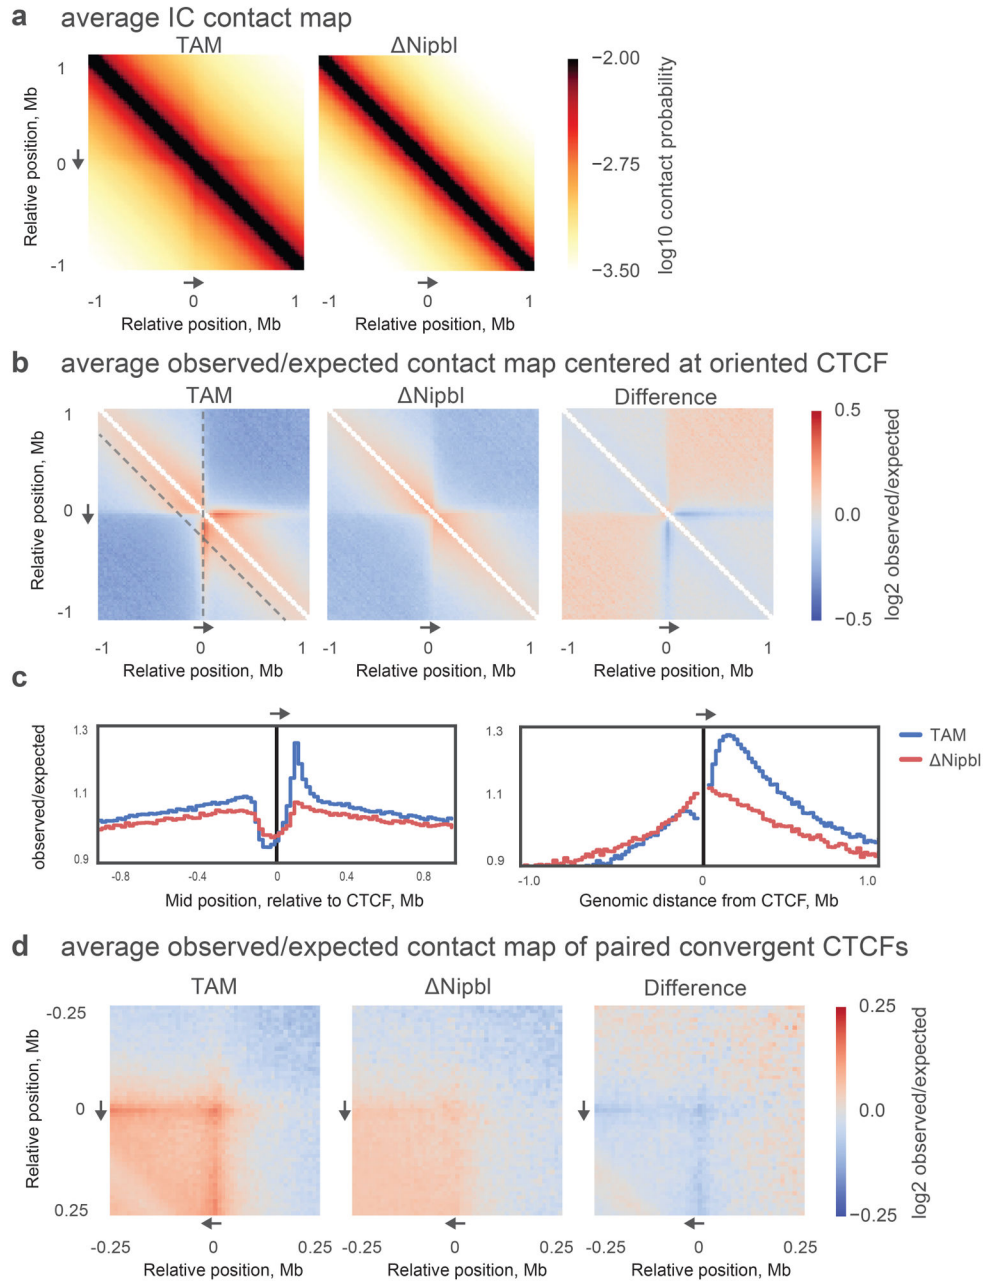 a average IC contact map
TAM ΔNipbl
Relative position, Mb
1
0
-1
-1 0 1
Relative position, Mb
-1 0 1
Relative position, Mb
−2.00
−2.75
−3.50
log10 contact probability
b average observed/expected contact map centered at oriented CTCF
TAM ΔNipbl Difference
Relative position, Mb
1
0
-1
-1 0 1
Relative position, Mb
-1 0 1
Relative position, Mb
-1 0 1
Relative position, Mb
0.5
0.0
−0.5
log2 observed/expected
c
observed/expected
1.3
1.1
0.9
-0.8 -0.4 0 0.4 0.8
Mid position, relative to CTCF, Mb
1.3
1.1
0.9
-1.0 0 1.0
Genomic distance from CTCF, Mb
TAM
ΔNipbl
d average observed/expected contact map of paired convergent CTCFs
TAM ΔNipbl Difference
Relative position, Mb
-0.25
0
0.25
-0.25 0 0.25
Relative position, Mb
-0.25 0 0.25
Relative position, Mb
-0.25 0 0.25
Relative position, Mb
0.25
0.0
−0.25
log2 observed/expected